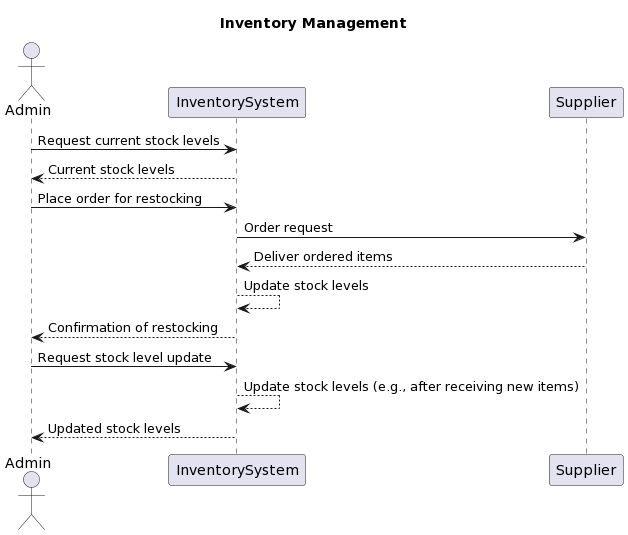 Inventory Management
Admin
InventorySystem
Supplier
Request current stock levels
Current stock levels
Place order for restocking
Order request
Deliver ordered items
Update stock levels
Confirmation of restocking
Request stock level update
Update stock levels (e.g., after receiving new items)
Updated stock levels
Admin
InventorySystem
Supplier